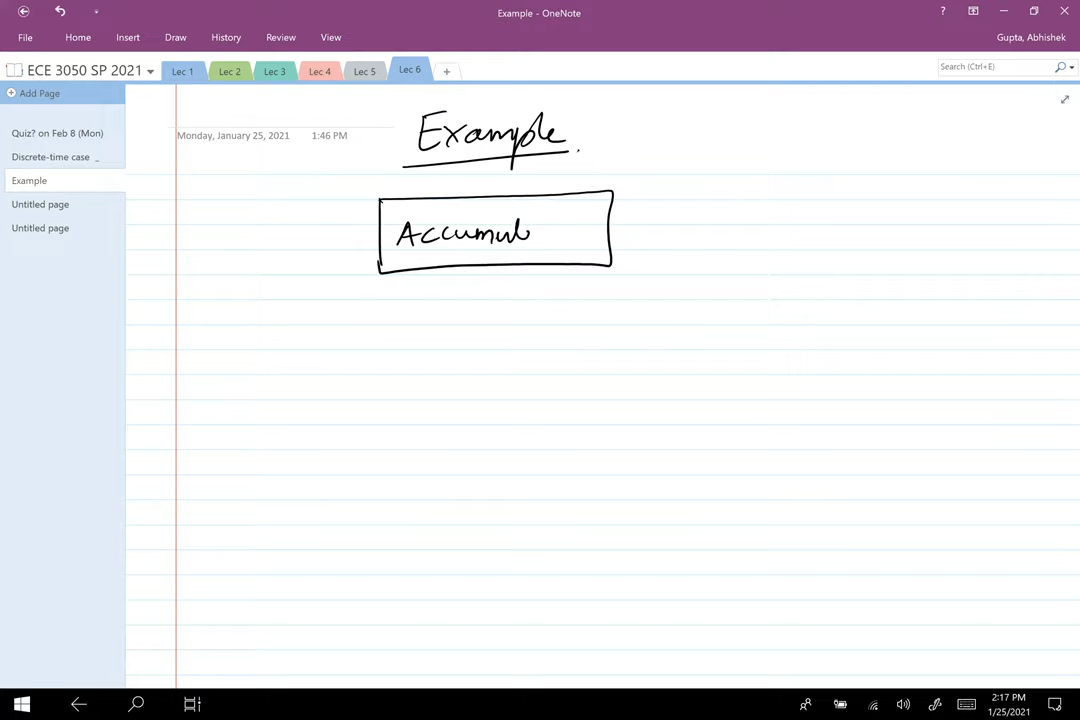 Example - OneNote
?
File Home Insert Draw History Review View
Gupta, Abhishek
ECE 3050 SP 2021
Lec 1 Lec 2 Lec 3 Lec 4 Lec 5 Lec 6 +
Search (Ctrl+E)
Add Page
Quiz? on Feb 8 (Mon)
Discrete-time case _
Example
Untitled page
Untitled page
Monday, January 25, 2021 1:46 PM
Example.
Accumul
2:17 PM
1/25/2021